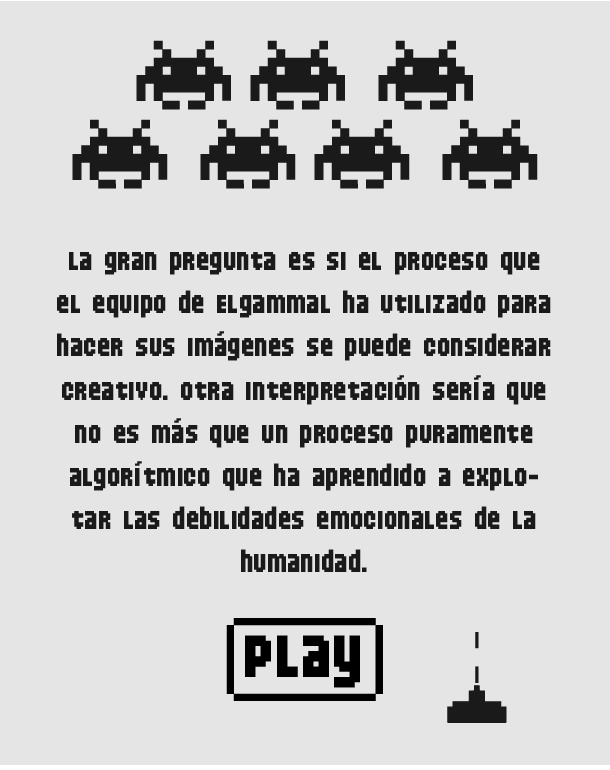 La gran pregunta es si el proceso que
el equipo de Elgammal ha utilizado para
hacer sus imágenes se puede considerar
creativo. Otra interpretación sería que
no es más que un proceso puramente
algorítmico que ha aprendido a explo-
tar las debilidades emocionales de la
humanidad.
Play